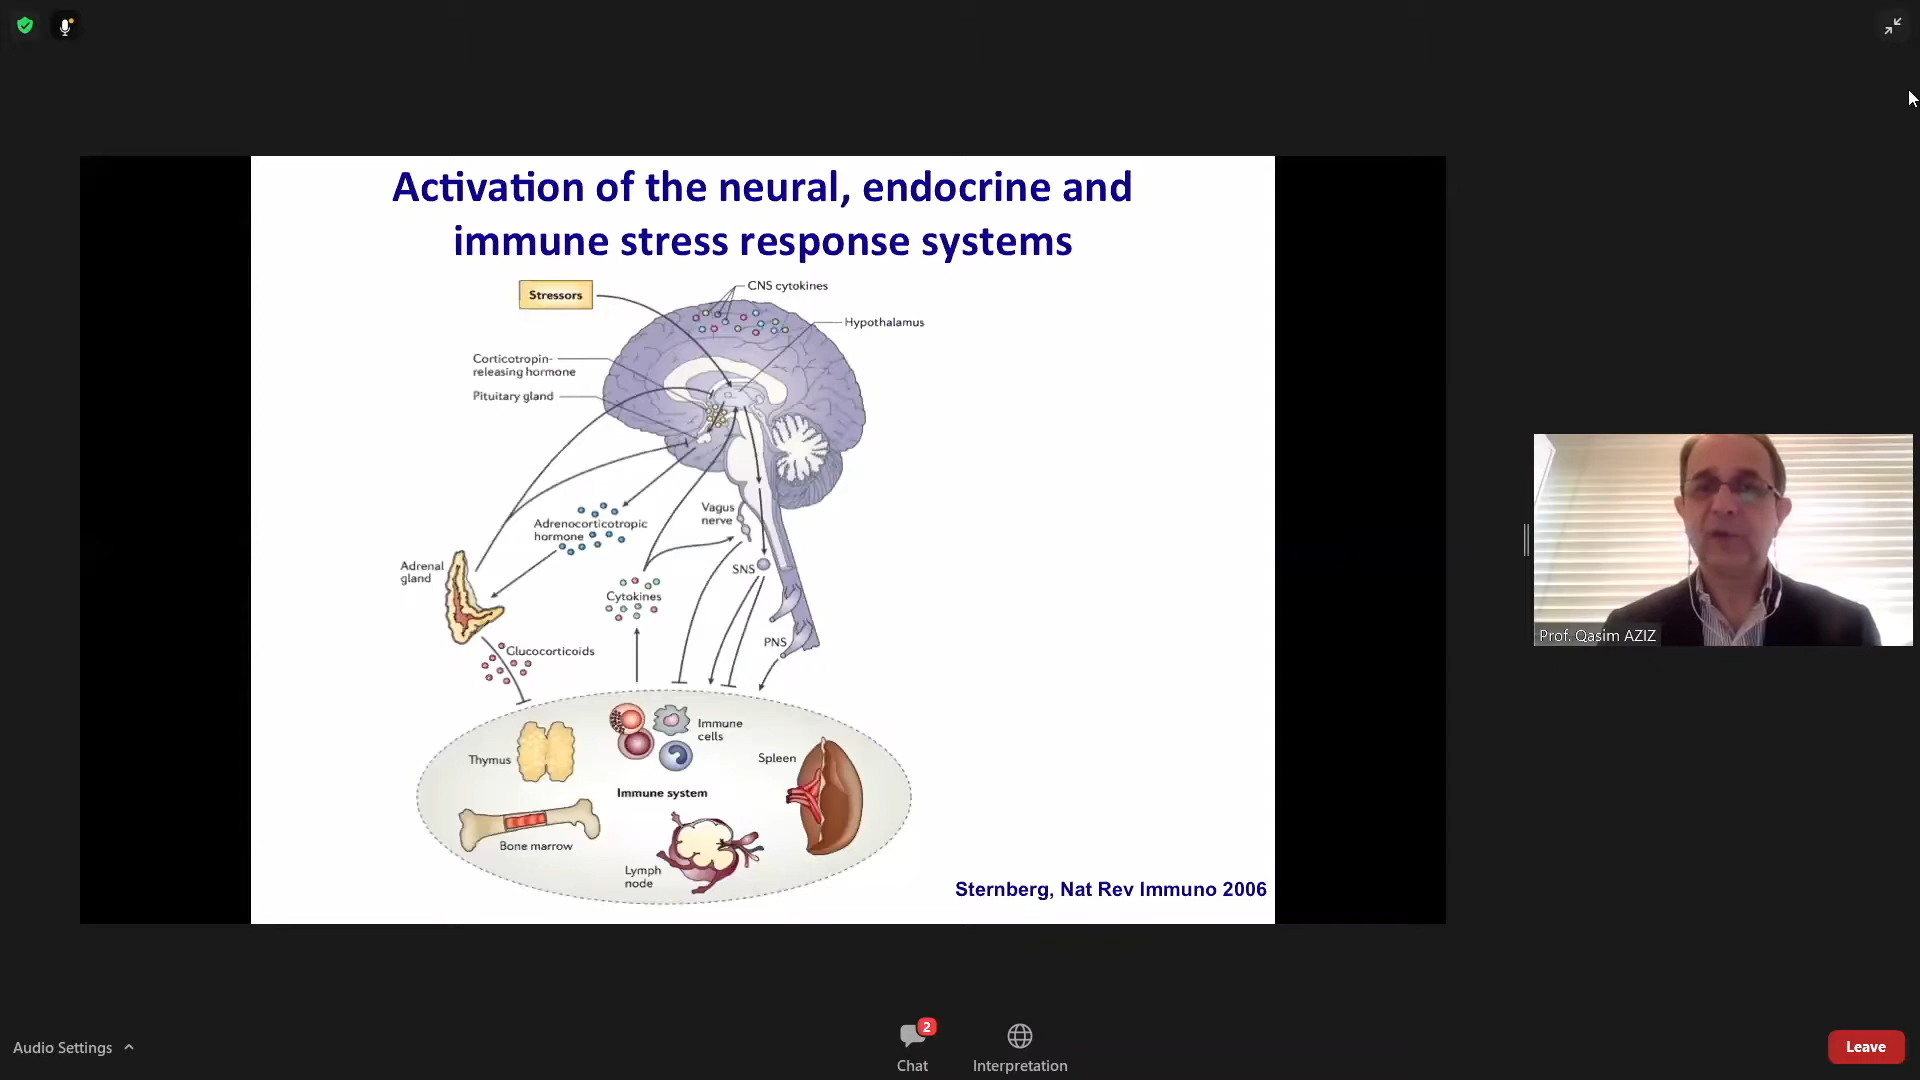 Activation of the neural, endocrine and
immune stress response systems
Stressors
CNS cytokines
Hypothalamus
Corticotropin-
releasing hormone
Pituitary gland
Vagus
nerve
Adrenocorticotropic
hormone
Adrenal
gland
SNS
Cytokines
PNS
Glucocorticoids
Immune
cells
Thymus
Spleen
Immune system
Bone marrow
Lymph
node
Sternberg, Nat Rev Immuno 2006
Prof. Qasim AZIZ
Audio Settings
2
Chat
Interpretation
Leave